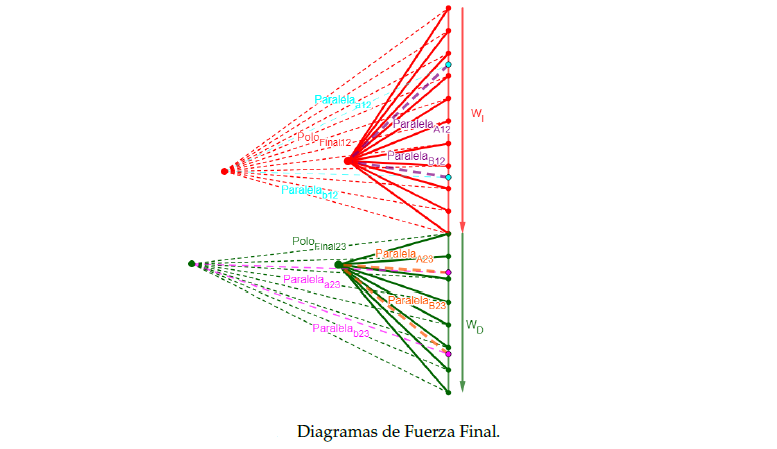 Paralela a12
W I
Paralela A12
Polo Final12
Paralela B12
Paralela b12
Polo Final23
Paralela A23
Paralela a23
Paralela B23
W D
Paralela b23
Diagramas de Fuerza Final.